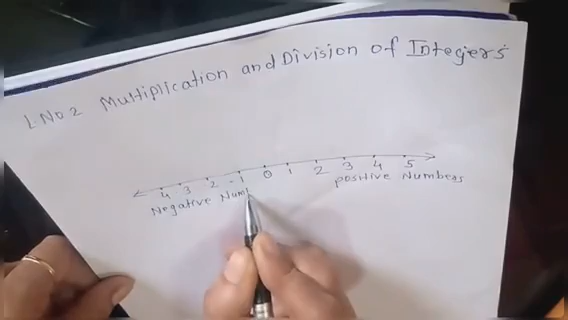 L No 2 Multiplication and Division of Integers
4 3 2 -1 0 1 2 3 4 5
Negative Num positive Numbers